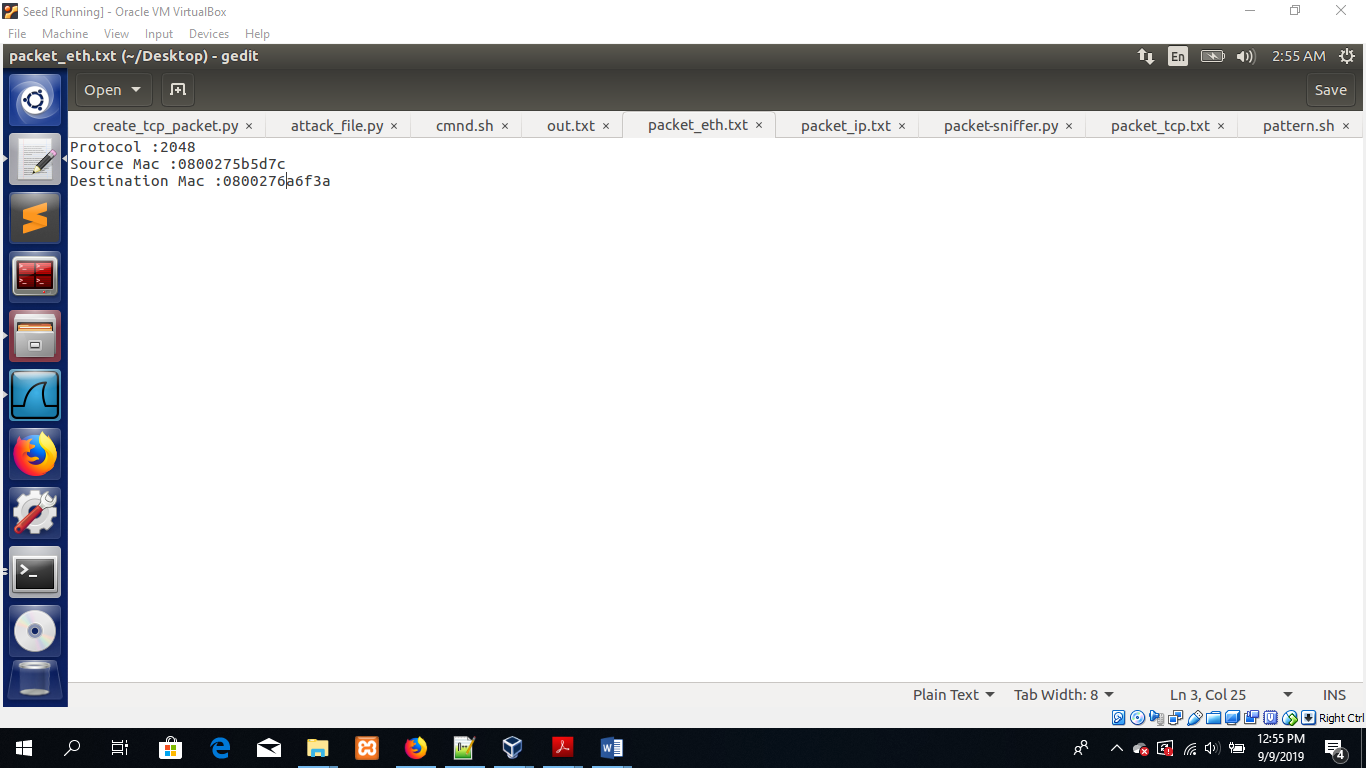 Seed [Running] - Oracle VM VirtualBox
File Machine View Input Devices Help
packet_eth.txt (~/Desktop) - gedit En 2:55 AM
Open Save
create_tcp_packet.py × attack_file.py × cmnd.sh × out.txt × packet_eth.txt × packet_ip.txt × packet-sniffer.py × packet_tcp.txt × pattern.sh ×
Protocol :2048
Source Mac :0800275b5d7c
Destination Mac :0800276a6f3a
Plain Text Tab Width: 8 Ln 3, Col 25 INS
Right Ctrl
12:55 PM
9/9/2019
4